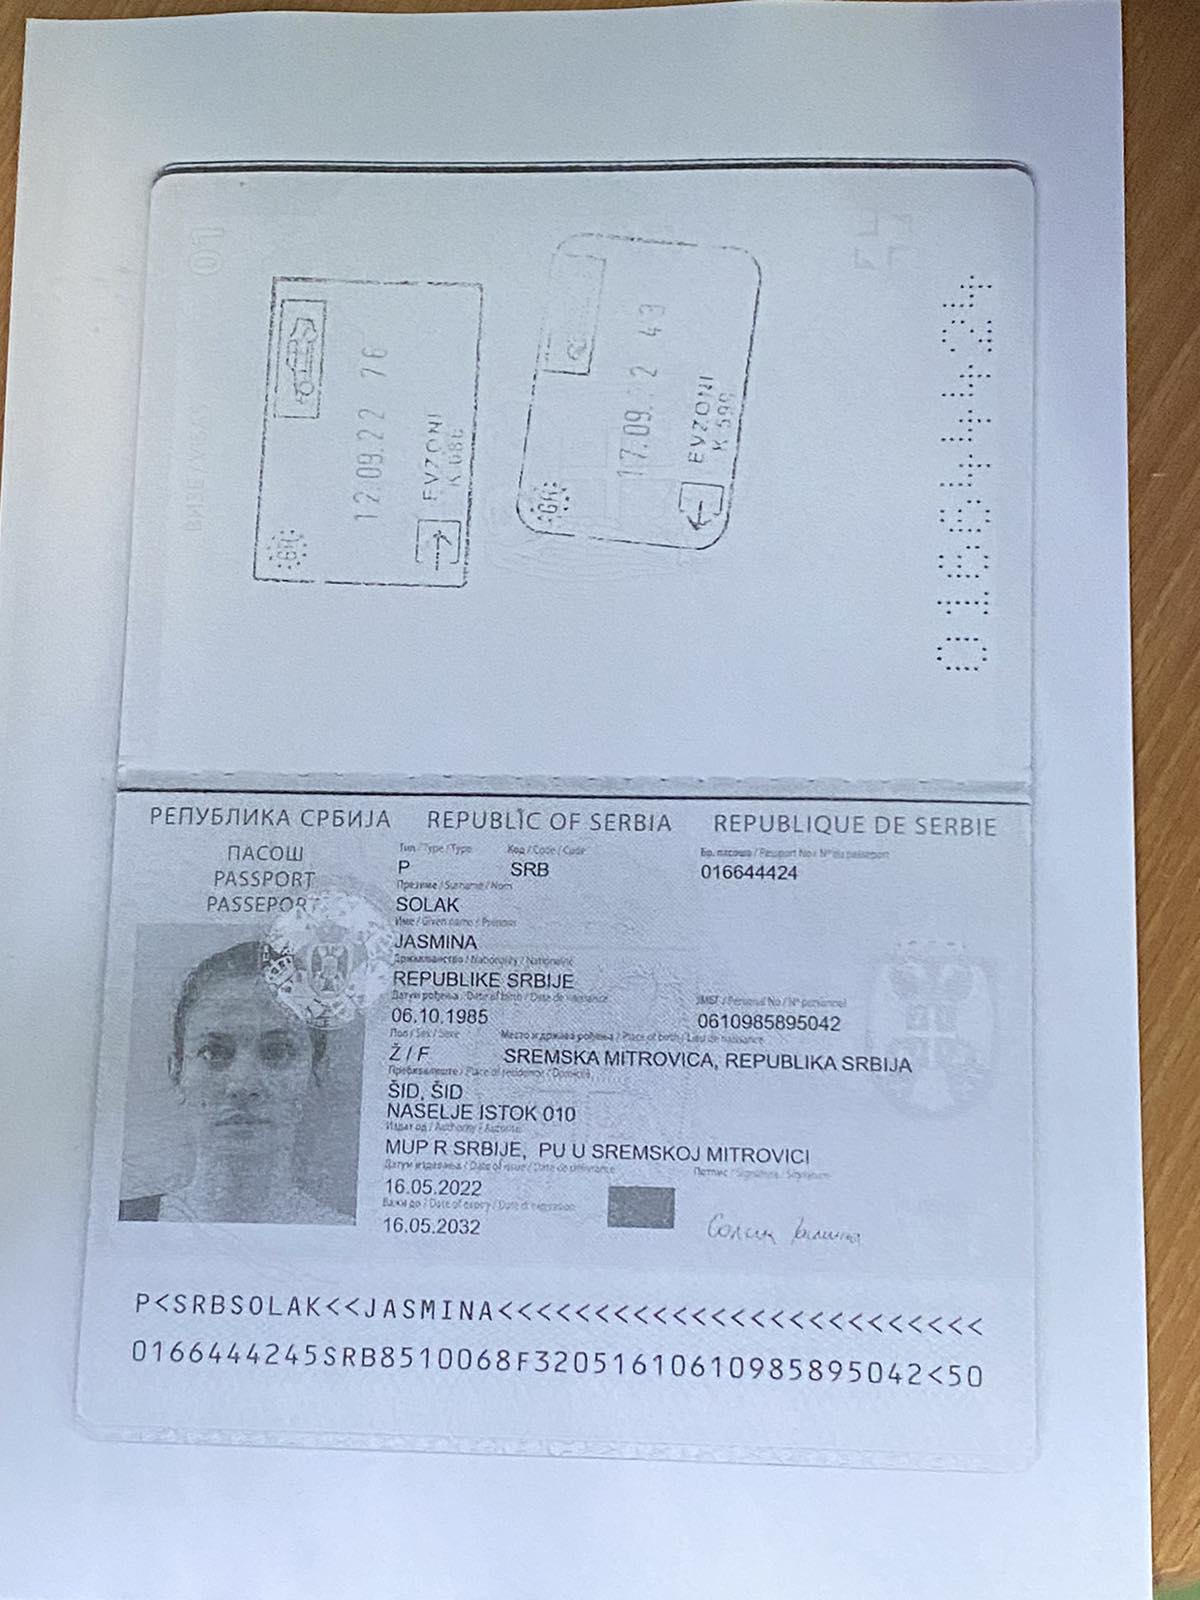 01
ВИЗЕ / VISAS
12.09.22 76
EVZONI
K 086
GR
17.09. 2 43
EVZONI
K 599
GR
016644424
РЕПУБЛИКА СРБИЈА REPUBLIC OF SERBIA REPUBLIQUE DE SERBIE
ПАСОШ
PASSPORT
PASSEPORT
Тип / Type / Type Код / Code / Code Бр. пасоша / Passport No / Nº du passeport
P SRB 016644424
Презиме / Surname / Nom
SOLAK
Име / Given name / Prénoms
JASMINA
Држављанство / Nationality / Nationalité
REPUBLIKE SRBIJE
Датум рођења / Date of birth / Date de naissance ЈМБГ / Personal No / Nº personnel
06.10.1985 0610985895042
Пол / Sex / Sexe Место и држава рођења / Place of birth / Lieu de naissance
Ž / F SREMSKA MITROVICA, REPUBLIKA SRBIJA
Пребивалиште / Place of residence / Domicile
ŠID, ŠID
NASELJE ISTOK 010
Издат од / Authority / Autorité
MUP R SRBIJE, PU U SREMSKOJ MITROVICI
Датум издавања / Date of issue / Date de délivrance Потпис / Signature / Signature
16.05.2022
Важи до / Date of expiry / Date d'expiration
16.05.2032
Солак Јасмина
P<SRBSOLAK<<JASMINA<<<<<<<<<<<<<<<<<<<<<<<<<
0166444245SRB8510068F32051610610985895042<50